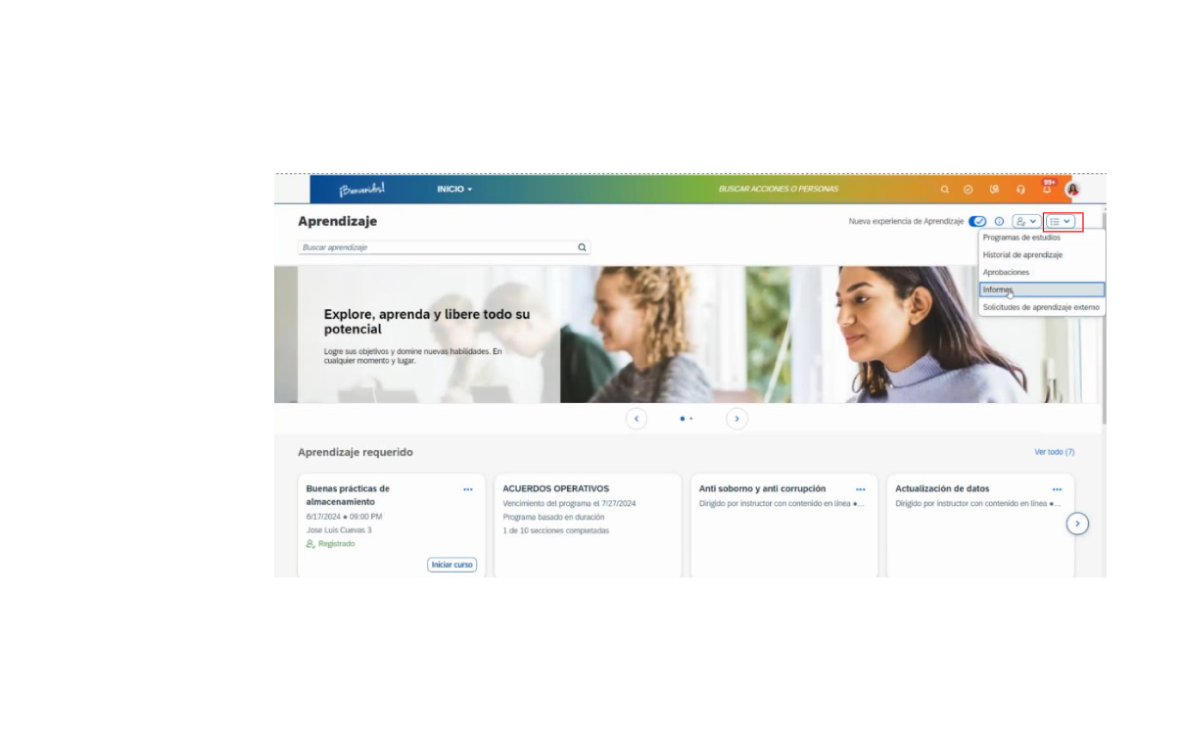 ¡Bienvenidos!
INICIO
BUSCAR ACCIONES O PERSONAS
99+
Aprendizaje
Nueva experiencia de Aprendizaje
Buscar aprendizaje
Programas de estudios
Historial de aprendizaje
Aprobaciones
Informes
Solicitudes de aprendizaje externo
Explore, aprenda y libere todo su
potencial
Logre sus objetivos y domine nuevas habilidades. En
cualquier momento y lugar.
Aprendizaje requerido
Ver todo (7)
Buenas prácticas de
almacenamiento
6/17/2024 • 09:00 PM
Jose Luis Cuevas 3
Registrado
Iniciar curso
ACUERDOS OPERATIVOS
Vencimiento del programa el 7/27/2024
Programa basado en duración
1 de 10 secciones completadas
Anti soborno y anti corrupción
Dirigido por instructor con contenido en línea •...
Actualización de datos
Dirigido por instructor con contenido en línea •...